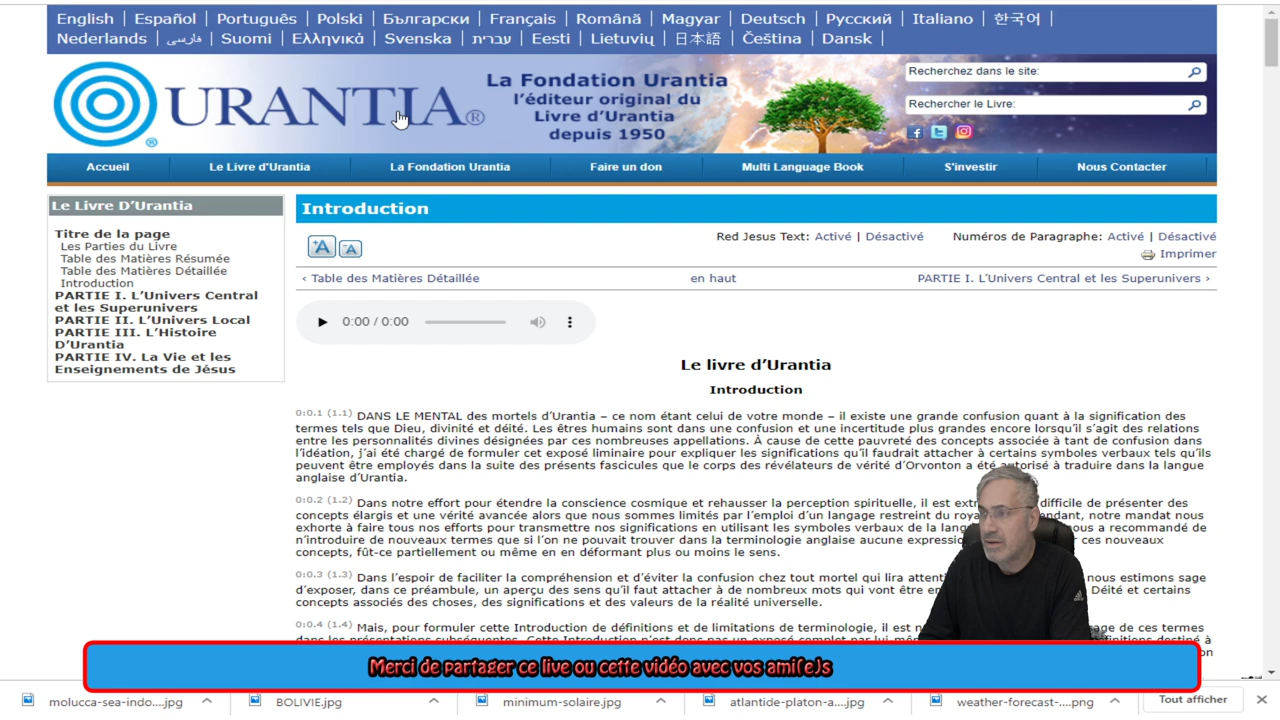 English | Español | Português | Polski | Български | Français | Română | Magyar | Deutsch | Русский | Italiano | 한국어 |
Nederlands | فارسی | Suomi | Ελληνικά | Svenska | עברית | Eesti | Lietuvių | 日本語 | Čeština | Dansk |
URANTIA®
®
La Fondation Urantia
l'éditeur original du
Livre d'Urantia
depuis 1950
Recherchez dans le site:
Rechercher le Livre:
Accueil Le Livre d'Urantia La Fondation Urantia Faire un don Multi Language Book S'investir Nous Contacter
Le Livre D'Urantia
Titre de la page
Les Parties du Livre
Table des Matières Résumée
Table des Matières Détaillée
Introduction
PARTIE I. L'Univers Central
et les Superunivers
PARTIE II. L'Univers Local
PARTIE III. L'Histoire
D'Urantia
PARTIE IV. La Vie et les
Enseignements de Jésus
Introduction
+A -A
Red Jesus Text: Activé | Désactivé Numéros de Paragraphe: Activé | Désactivé
Imprimer
‹ Table des Matières Détaillée en haut PARTIE I. L'Univers Central et les Superunivers ›
0:00 / 0:00
Le livre d'Urantia
Introduction
0:0.1 (1.1) DANS LE MENTAL des mortels d'Urantia – ce nom étant celui de votre monde – il existe une grande confusion quant à la signification des
termes tels que Dieu, divinité et déité. Les êtres humains sont dans une confusion et une incertitude plus grandes encore lorsqu'il s'agit des relations
entre les personnalités divines désignées par ces nombreuses appellations. À cause de cette pauvreté des concepts associée à tant de confusion dans
l'idéation, j'ai été chargé de formuler cet exposé liminaire pour expliquer les significations qu'il faudrait attacher à certains symboles verbaux tels qu'ils
peuvent être employés dans la suite des présents fascicules que le corps des révélateurs de vérité d'Orvonton a été autorisé à traduire dans la langue
anglaise d'Urantia.
0:0.2 (1.2) Dans notre effort pour étendre la conscience cosmique et rehausser la perception spirituelle, il est difficile de présenter des
concepts élargis et une vérité avancée alors que nous sommes limités par l'emploi d'un langage restreint du notre mandat nous
exhorte à faire tous nos efforts pour transmettre nos significations en utilisant les symboles verbaux de la nous a recommandé de
n'introduire de nouveaux termes que si l'on ne pouvait trouver dans la terminologie anglaise aucune ces nouveaux
concepts, fût-ce partiellement ou même en en déformant plus ou moins le sens.
0:0.3 (1.3) Dans l'espoir de faciliter la compréhension et d'éviter la confusion chez tout mortel qui lira nous estimons sage
d'exposer, dans ce préambule, un aperçu des sens qu'il faut attacher à de nombreux mots qui vont être Déité et certains
concepts associés des choses, des significations et des valeurs de la réalité universelle.
0:0.4 (1.4) Mais, pour formuler cette Introduction de définitions et de limitations de terminologie, il est de ces termes
Merci de partager ce live ou cette vidéo avec vos ami(e)s
molucca-sea-indo....jpg BOLIVIE.jpg minimum-solaire.jpg atlantide-platon-a....jpg weather-forecast-....png Tout afficher